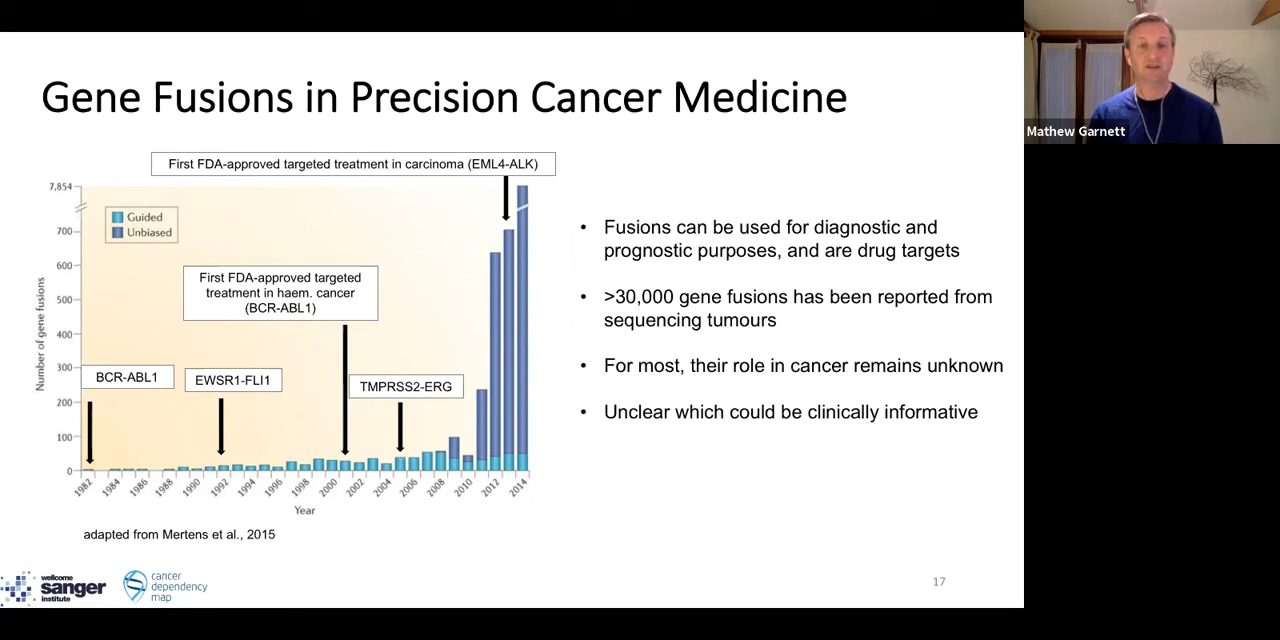 Gene Fusions in Precision Cancer Medicine
Mathew Garnett
First FDA-approved targeted treatment in carcinoma (EML4-ALK)
7,854
700
600
500
400
300
200
100
0
Number of gene fusions
Guided
Unbiased
First FDA-approved targeted
treatment in haem. cancer
(BCR-ABL1)
BCR-ABL1
EWSR1-FLI1
TMPRSS2-ERG
1982
1984
1986
1988
1990
1992
1994
1996
1998
2000
2002
2004
2006
2008
2010
2012
2014
Year
adapted from Mertens et al., 2015
• Fusions can be used for diagnostic and
prognostic purposes, and are drug targets
• >30,000 gene fusions has been reported from
sequencing tumours
• For most, their role in cancer remains unknown
• Unclear which could be clinically informative
wellcome
sanger
institute
cancer
dependency
map
17